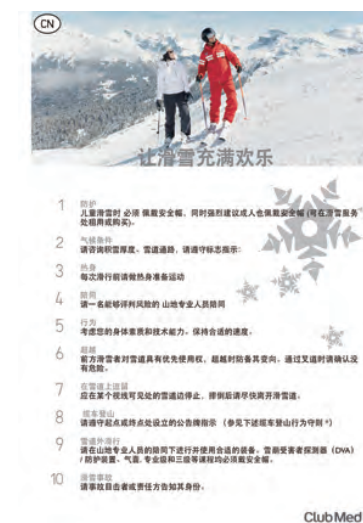 CN
让滑雪充满欢乐
1 防护
儿童滑雪时 必须 佩戴安全帽，同时强烈建议成人也佩戴安全帽 (可在滑雪服务处租用或购买)。
2 气候条件
请咨询积雪厚度、雪道通路，请遵守标志指示:
3 热身
每次滑行前请做热身准备运动
4 陪同
请一名能够评判风险的 山地专业人员陪同
5 行为
考虑您的身体素质和技术能力。保持合适的速度。
6 超越
前方滑雪者对雪道具有优先使用权，超越时防备其变向。通过叉道时请确认没有危险。
7 在雪道上逗留
应在某个视线可见处的雪道边停止，摔倒后请尽快离开滑雪道。
8 缆车登山
请遵守起点或终点处设立的公告牌指示 （参见下述缆车登山行为守则 *）
9 雪道外滑行
请在山地专业人员的陪同下进行并使用合适的装备。雪崩受害者探测器（DVA）
/ 防护装置、气囊，专业级和三级等课程均必须戴安全帽。
10 滑雪事故
请事故目击者或责任方告知其身份。
Club Med